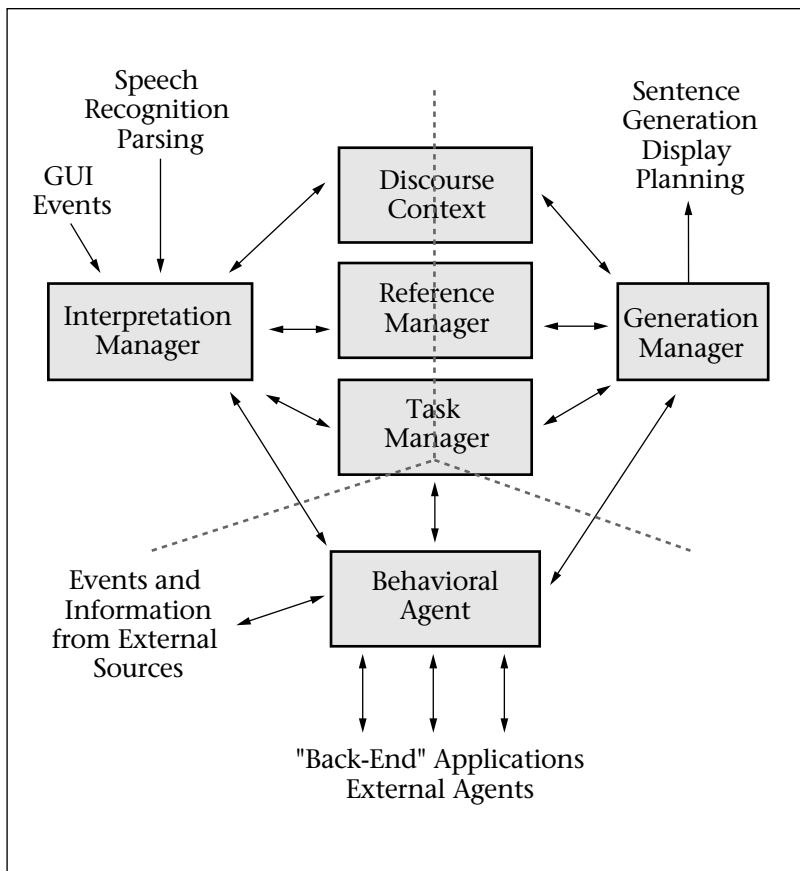 Speech
Recognition
Parsing
GUI
Events
Sentence
Generation
Display
Planning
Discourse
Context
Interpretation
Manager
Reference
Manager
Generation
Manager
Task
Manager
Events and
Information
from External
Sources
Behavioral
Agent
"Back-End" Applications
External Agents